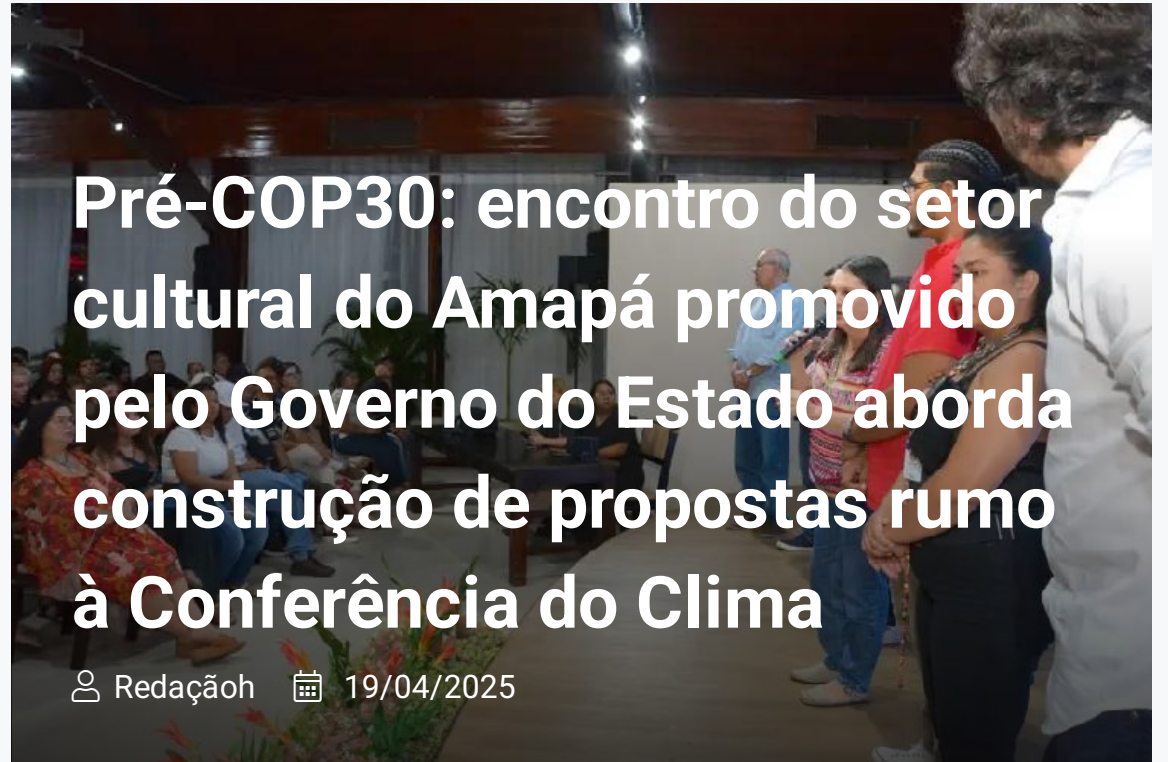 Pré-COP30: encontro do setor
cultural do Amapá promovido
pelo Governo do Estado aborda
construção de propostas rumo
à Conferência do Clima
Redaçãoh 19/04/2025